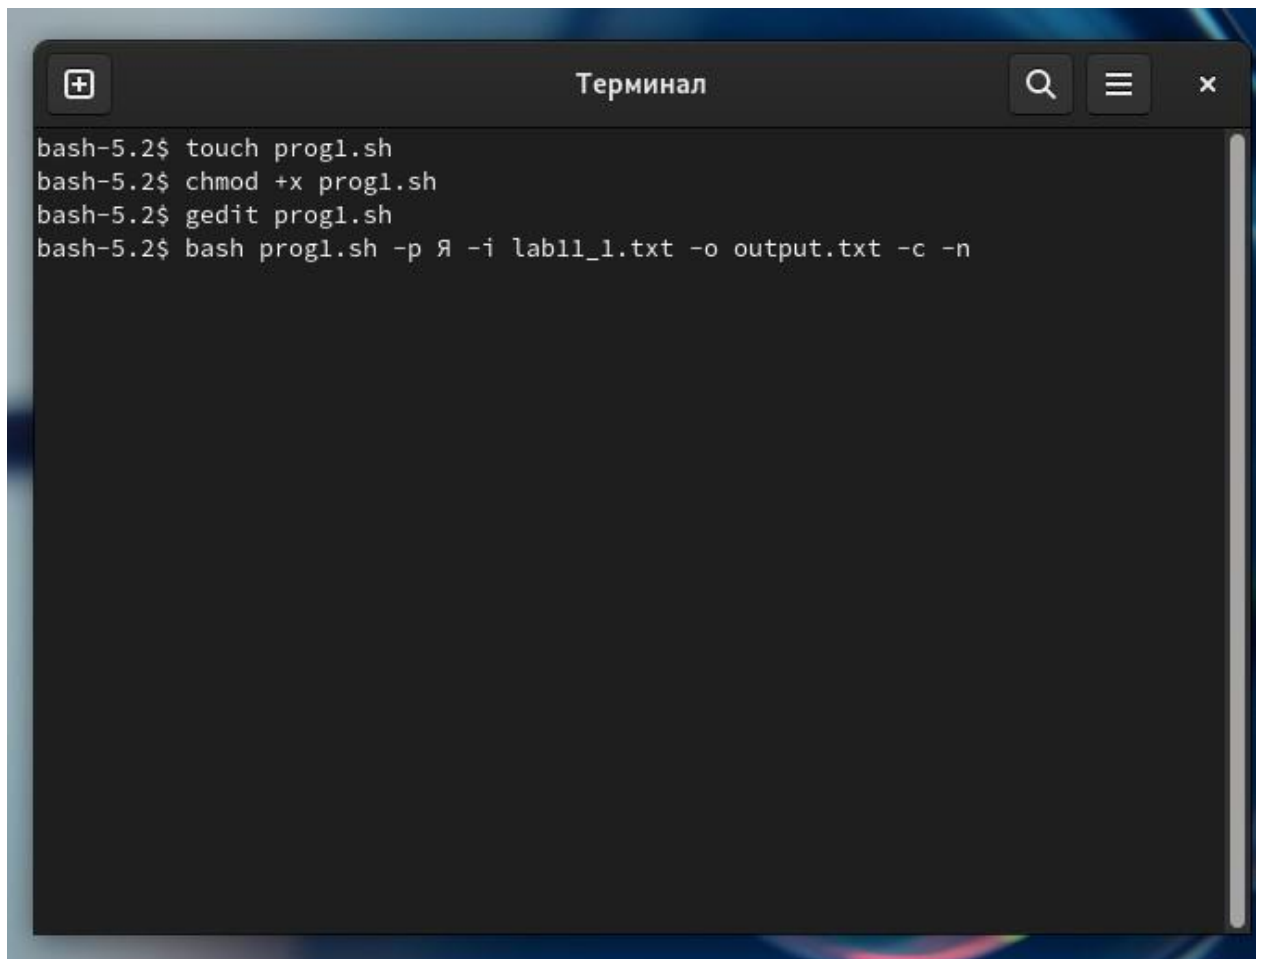 Терминал
bash-5.2$ touch prog1.sh
bash-5.2$ chmod +x prog1.sh
bash-5.2$ gedit prog1.sh
bash-5.2$ bash prog1.sh -p Я -i lab11_1.txt -o output.txt -c -n